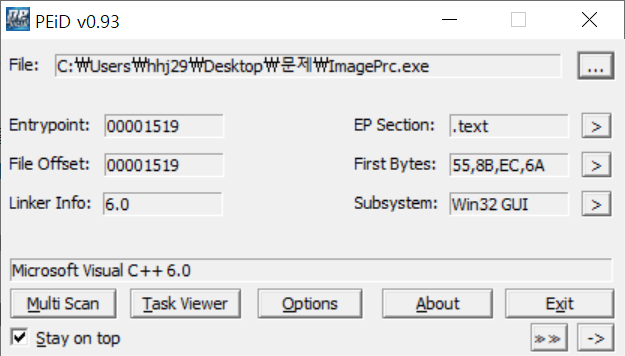 PEiD v0.93
File: C:₩Users₩hhj29₩Desktop₩문제₩ImagePrc.exe ...
Entrypoint: 00001519 EP Section: .text >
File Offset: 00001519 First Bytes: 55,8B,EC,6A >
Linker Info: 6.0 Subsystem: Win32 GUI >
Microsoft Visual C++ 6.0
Multi Scan Task Viewer Options About Exit
Stay on top >> ->